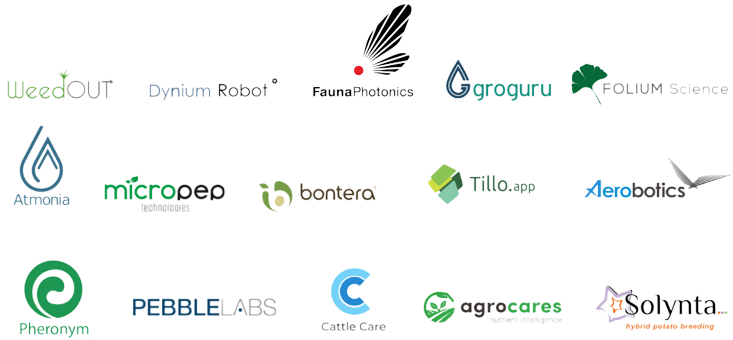 WeedOUT®
Dynium Robot
FaunaPhotonics
groguru
FOLIUM Science
Atmonia
micropep
technologies
bontera
Tillo.app
Aerobotics
Pheronym
PEBBLELABS
Cattle Care
agrocares
nutrient intelligence
Solynta...
hybrid potato breeding